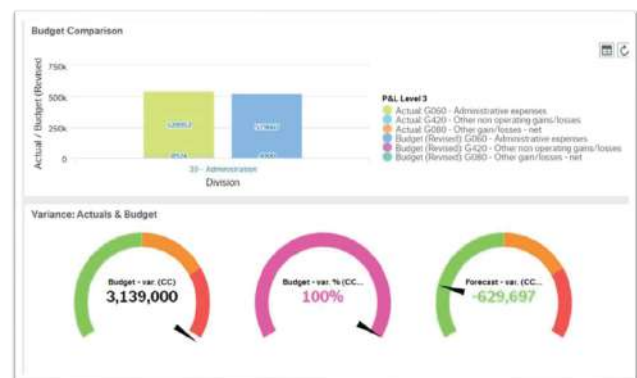 Budget Comparison
Actual / Budget (Revised
750k
500k
250k
0
33 - Administration
Division
P&L Level 3
Actual: G060 - Administrative expenses
Actual: G420 - Other non operating gains/losses
Actual: G080 - Other gain/losses - net
Budget (Revised): G060 - Administrative expenses
Budget (Revised): G420 - Other non operating gains/losses
Budget (Revised): G080 - Other gain/losses - net
Variance: Actuals & Budget
Budget - var. (CC)
3,139,000
Budget - var. % (CC...
100%
Forecast - var. (CC...
-629,697